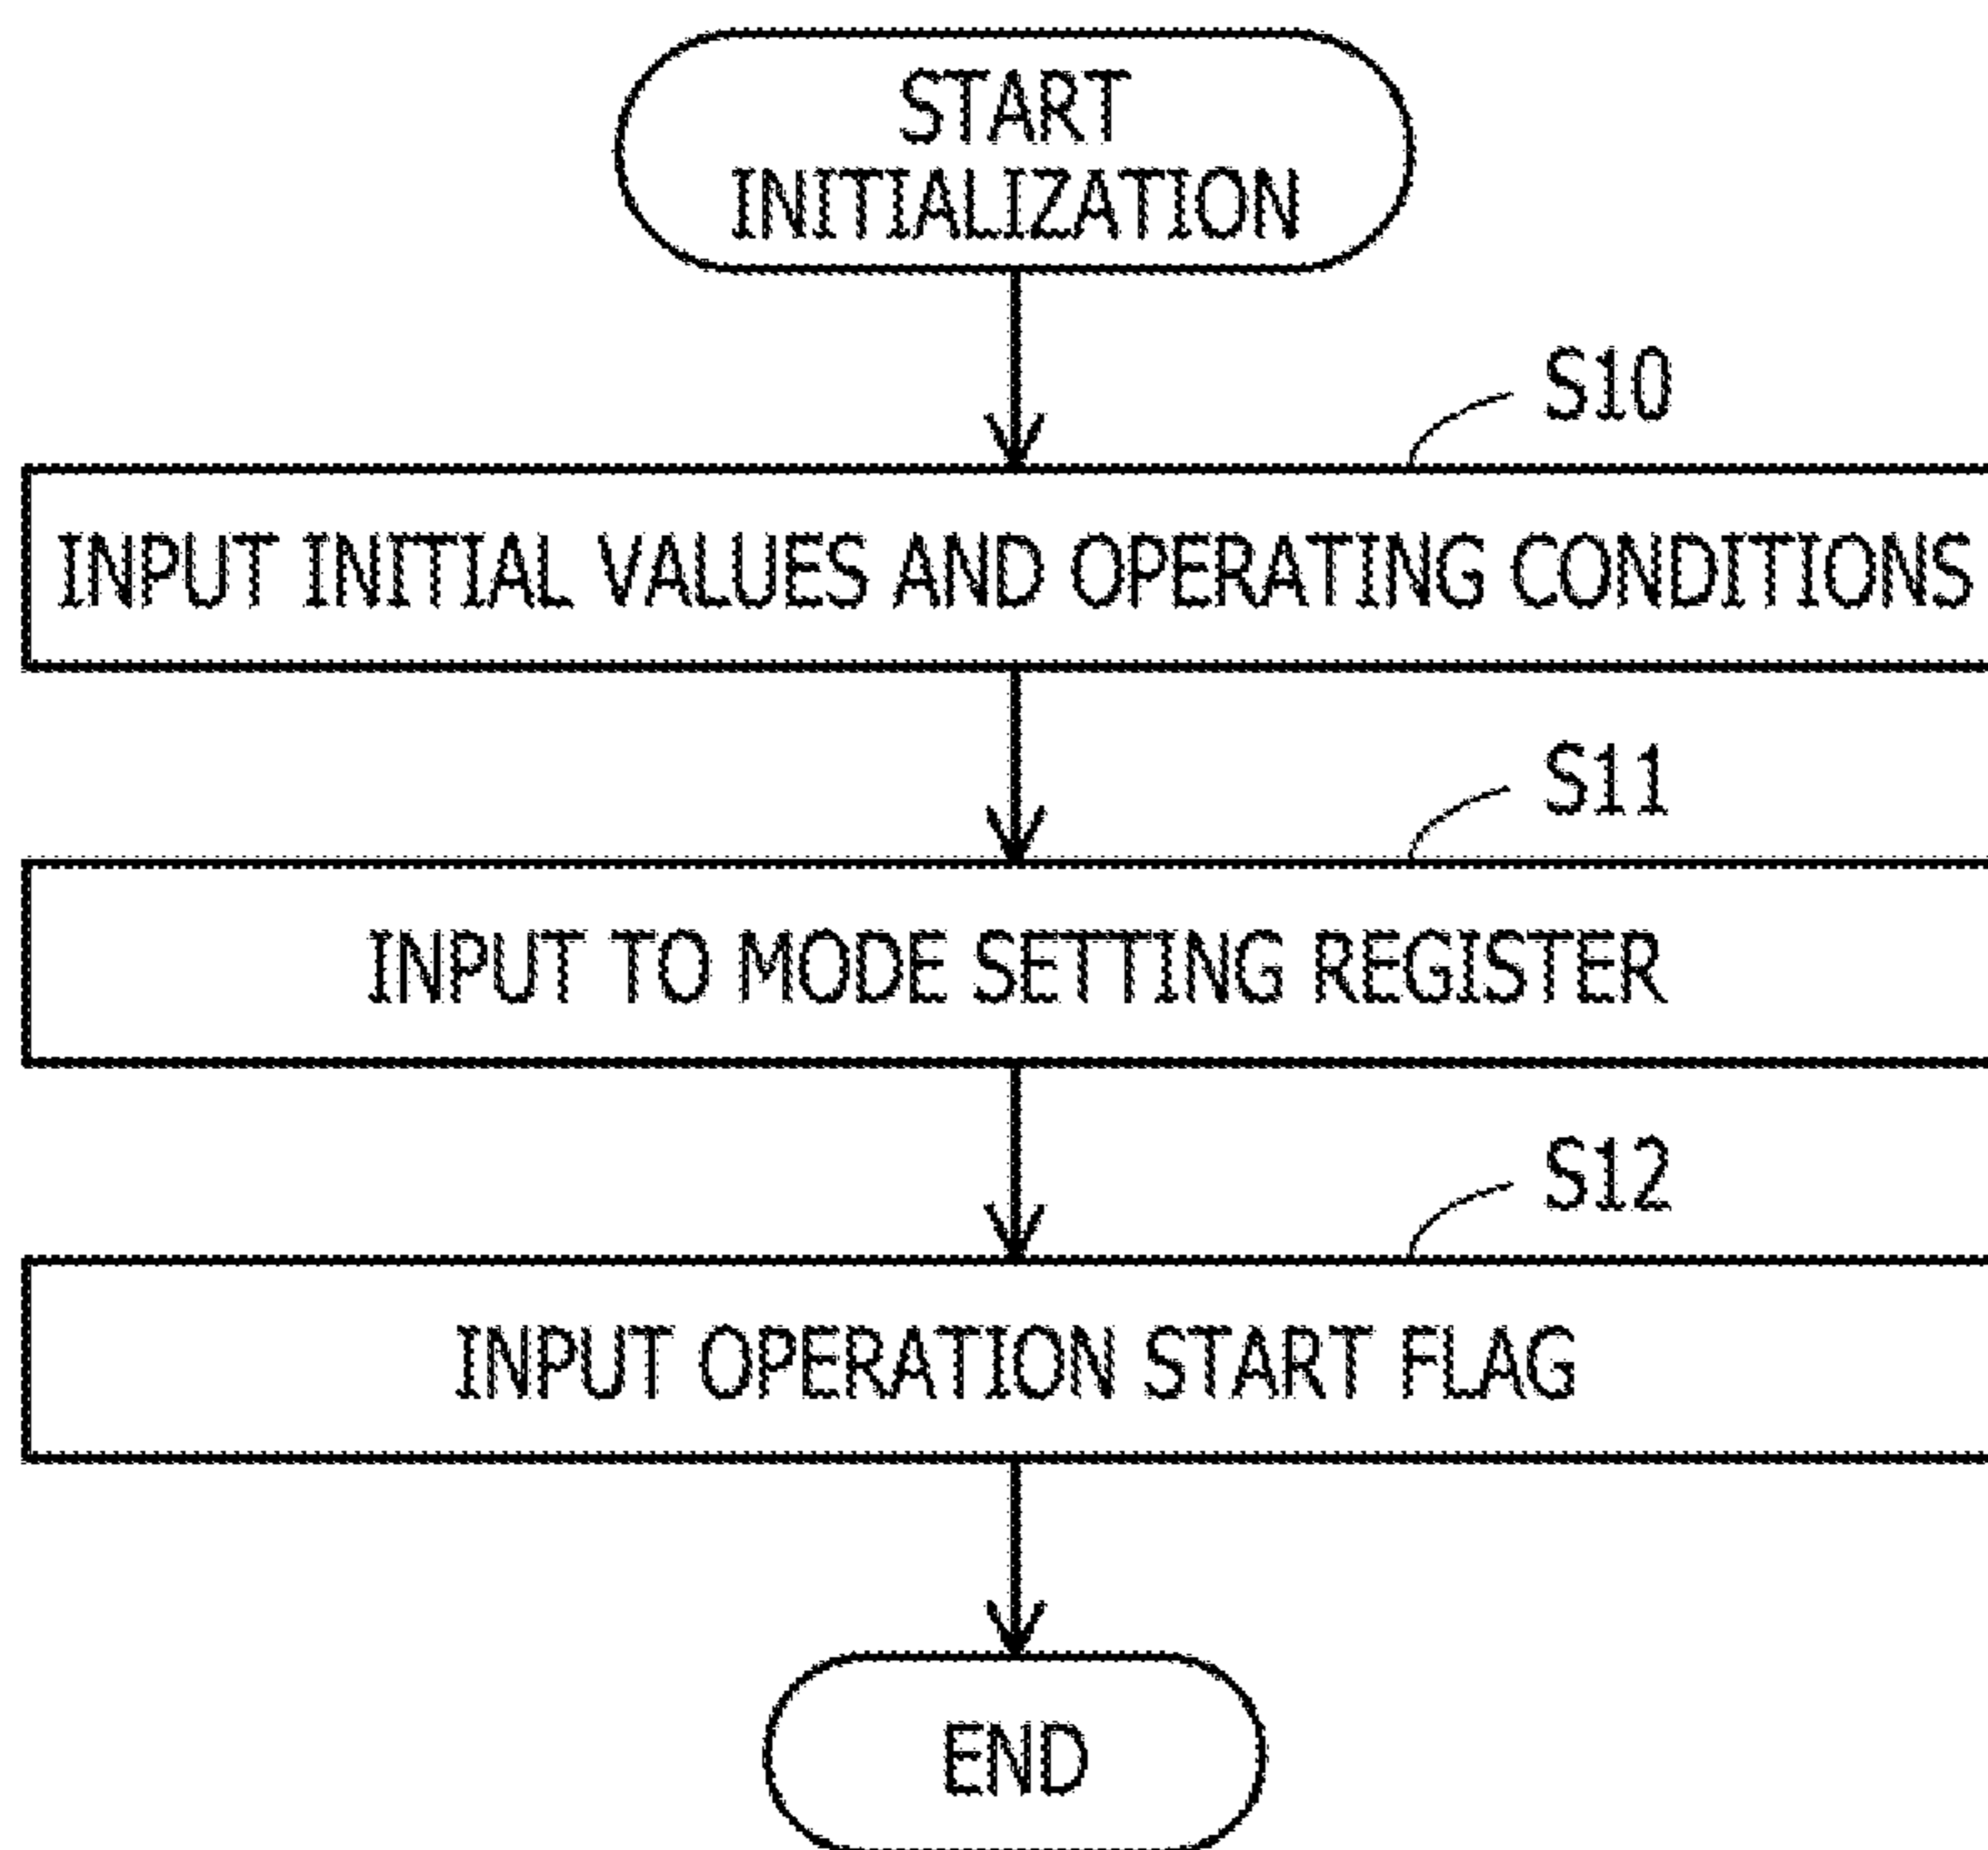 START
INITIALIZATION
S10
INPUT INITIAL VALUES AND OPERATING CONDITIONS
S11
INPUT TO MODE SETTING REGISTER
S12
INPUT OPERATION START FLAG
END